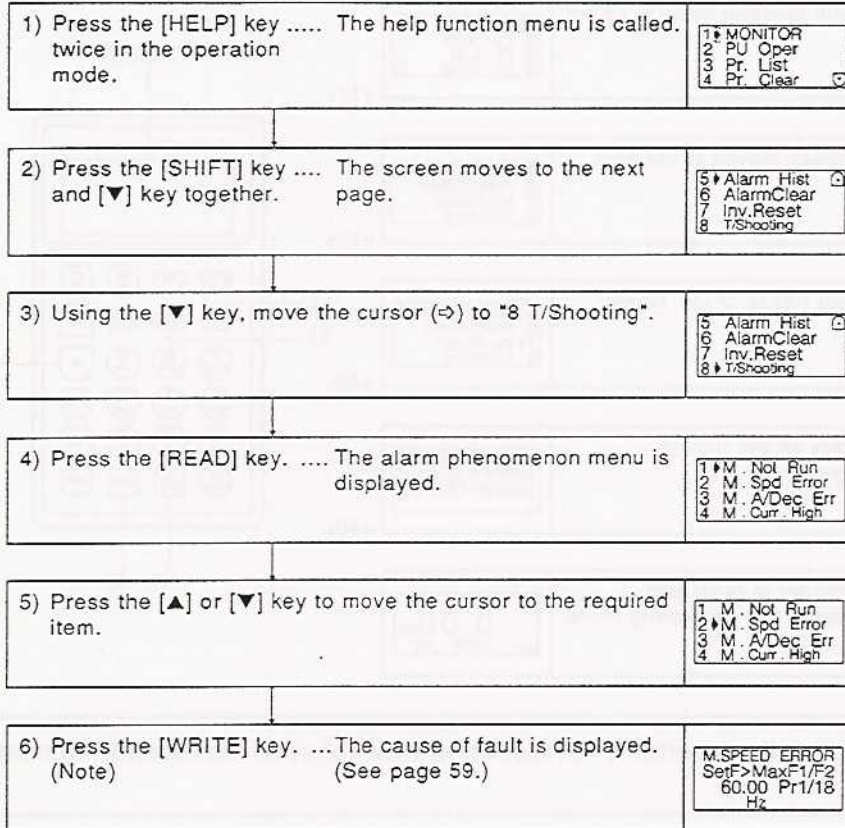 1) Press the [HELP] key ..... The help function menu is called.
twice in the operation
mode.
1 MONITOR
2 PU Oper
3 Pr. List
4 Pr. Clear
2) Press the [SHIFT] key .... The screen moves to the next
and [▼] key together. page.
5 Alarm Hist
6 AlarmClear
7 Inv.Reset
8 T/Shooting
3) Using the [▼] key, move the cursor (⇨) to "8 T/Shooting".
5 Alarm Hist
6 AlarmClear
7 Inv.Reset
8 T/Shooting
4) Press the [READ] key. .... The alarm phenomenon menu is
displayed.
1 M. Not Run
2 M. Spd Error
3 M. A/Dec Err
4 M. Curr. High
5) Press the [▲] or [▼] key to move the cursor to the required
item.
1 M. Not Run
2 M. Spd Error
3 M. A/Dec Err
4 M. Curr. High
6) Press the [WRITE] key. ... The cause of fault is displayed.
(Note) (See page 59.)
M.SPEED ERROR
SetF>MaxF1/F2
60.00 Pr1/18
Hz